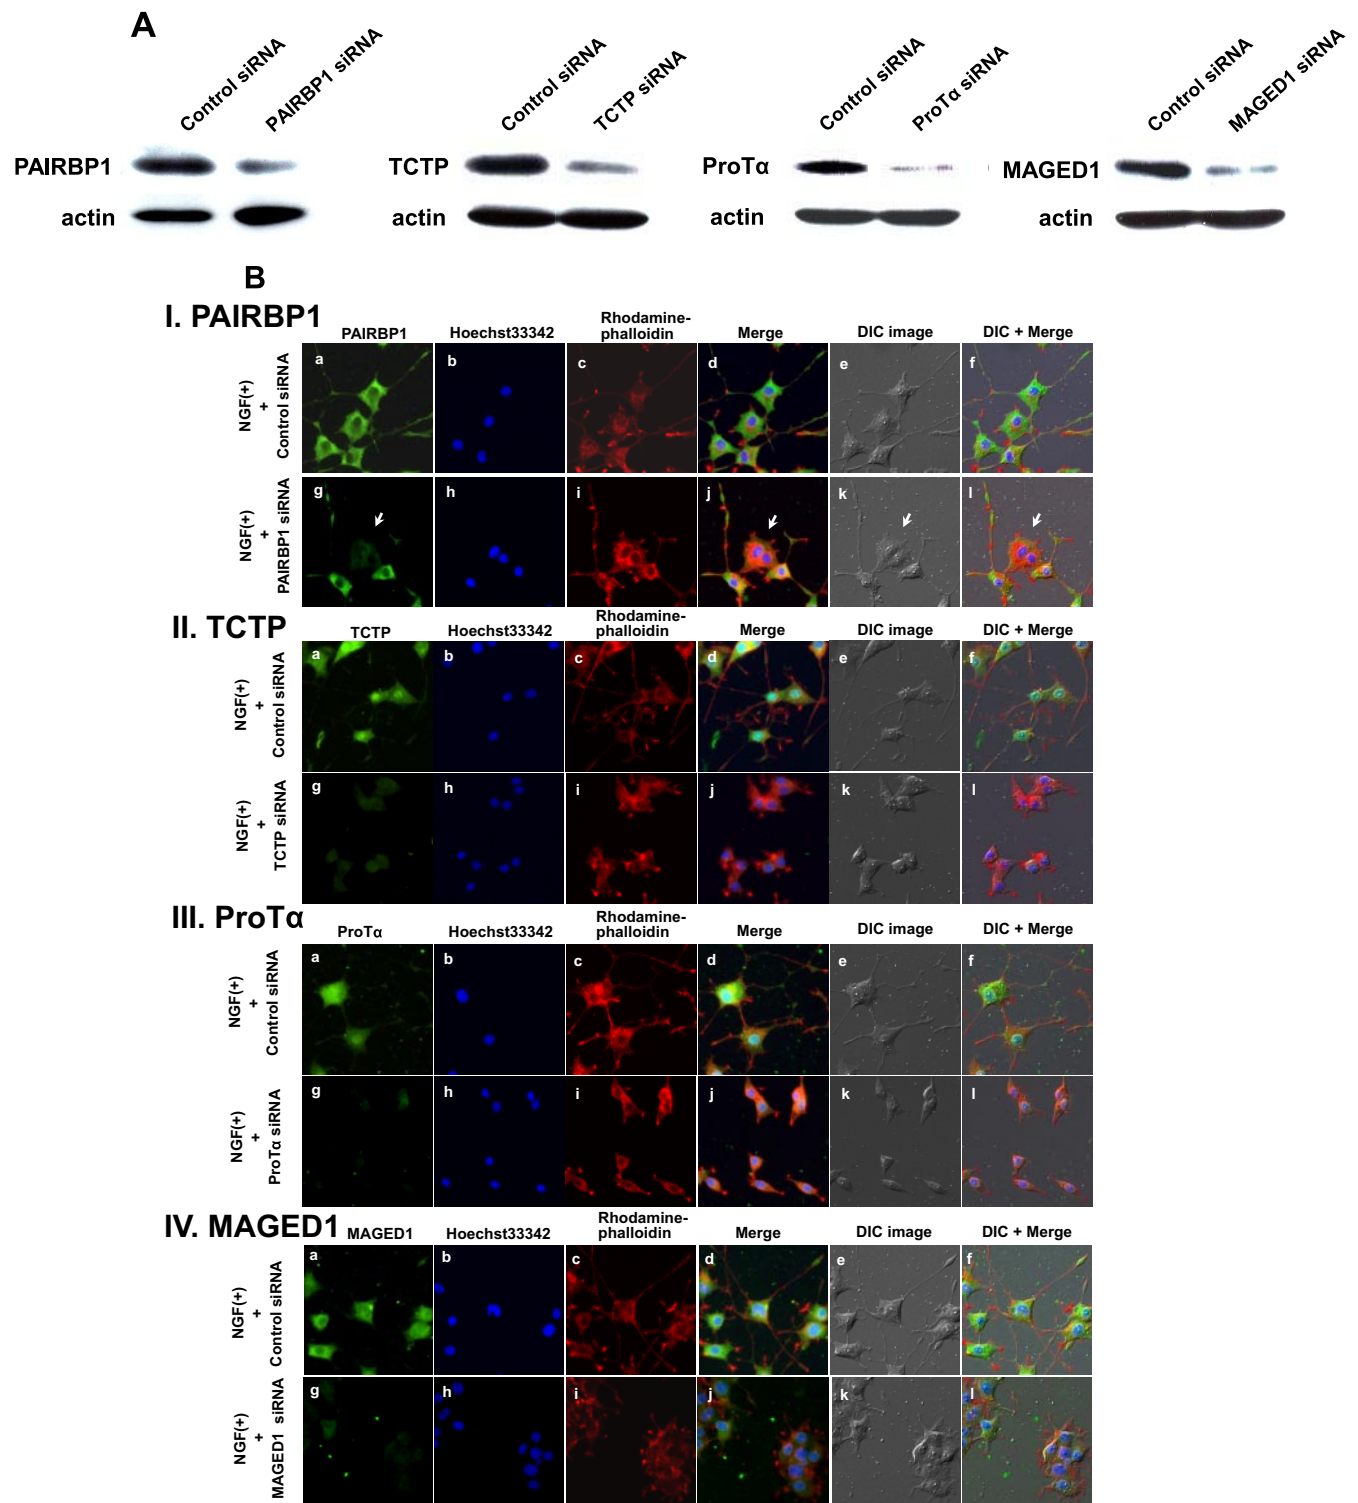 A
Control siRNA
PAIRBP1 siRNA
Control siRNA
TCTP siRNA
Control siRNA
ProTα siRNA
Control siRNA
MAGED1 siRNA
PAIRBP1
TCTP
ProTα
MAGED1
actin
actin
actin
actin
B
I. PAIRBP1
PAIRBP1
Hoechst33342
Rhodamine-
phalloidin
Merge
DIC image
DIC + Merge
NGF(+)
+
Control siRNA
a
b
c
d
e
f
NGF(+)
+
PAIRBP1 siRNA
g
h
i
j
k
l
II. TCTP
TCTP
Hoechst33342
Rhodamine-
phalloidin
Merge
DIC image
DIC + Merge
NGF(+)
+
Control siRNA
a
b
c
d
e
f
NGF(+)
+
TCTP siRNA
g
h
i
j
k
l
III. ProTα
ProTα
Hoechst33342
Rhodamine-
phalloidin
Merge
DIC image
DIC + Merge
NGF(+)
+
Control siRNA
a
b
c
d
e
f
NGF(+)
+
ProTα siRNA
g
h
i
j
k
l
IV. MAGED1
MAGED1
Hoechst33342
Rhodamine-
phalloidin
Merge
DIC image
DIC + Merge
NGF(+)
+
Control siRNA
a
b
c
d
e
f
NGF(+)
+
MAGED1 siRNA
g
h
i
j
k
l